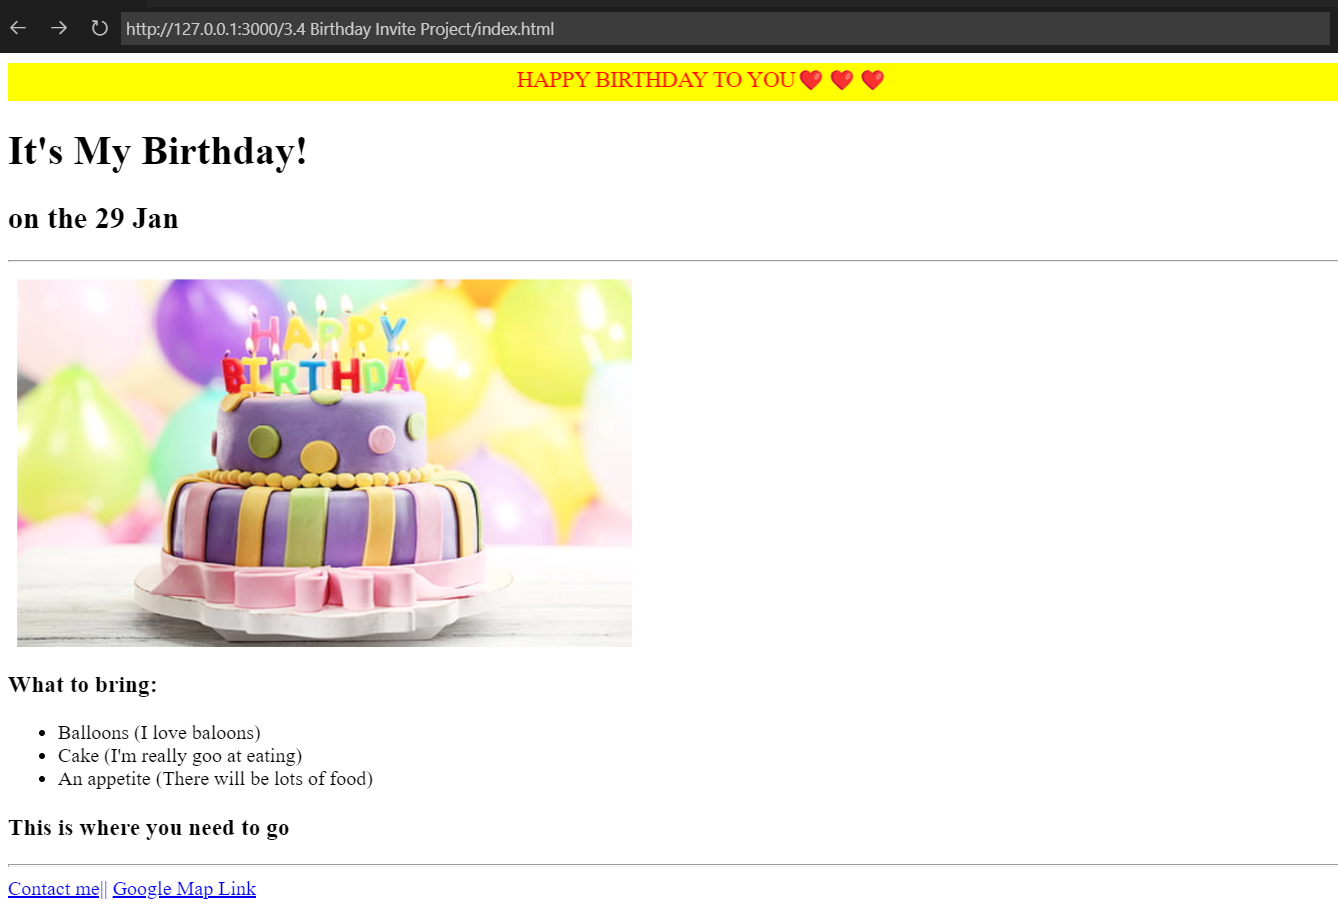 http://127.0.0.1:3000/3.4 Birthday Invite Project/index.html
HAPPY BIRTHDAY TO YOU❤️ ❤️ ❤️
It's My Birthday!
on the 29 Jan
HAPPY
BIRTHDAY
What to bring:
• Balloons (I love baloons)
• Cake (I'm really goo at eating)
• An appetite (There will be lots of food)
This is where you need to go
Contact me|| Google Map Link